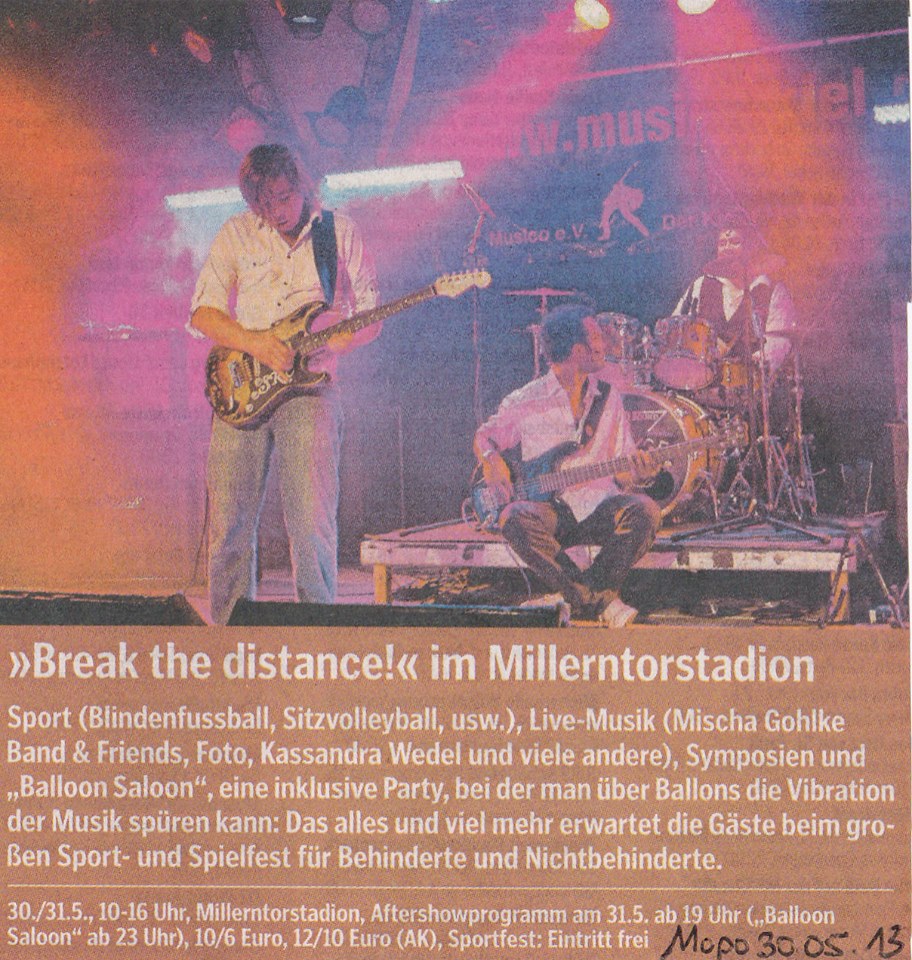 www.musi
iel
Musico e.V.
»Break the distance!« im Millerntorstadion
Sport (Blindenfussball, Sitzvolleyball, usw.), Live-Musik (Mischa Gohlke
Band & Friends, Foto, Kassandra Wedel und viele andere), Symposien und
„Balloon Saloon“, eine inklusive Party, bei der man über Ballons die Vibration
der Musik spüren kann: Das alles und viel mehr erwartet die Gäste beim gro-
ßen Sport- und Spielfest für Behinderte und Nichtbehinderte.
30./31.5., 10-16 Uhr, Millerntorstadion, Aftershowprogramm am 31.5. ab 19 Uhr („Balloon
Saloon“ ab 23 Uhr), 10/6 Euro, 12/10 Euro (AK), Sportfest: Eintritt frei
Mopo 30.05.13